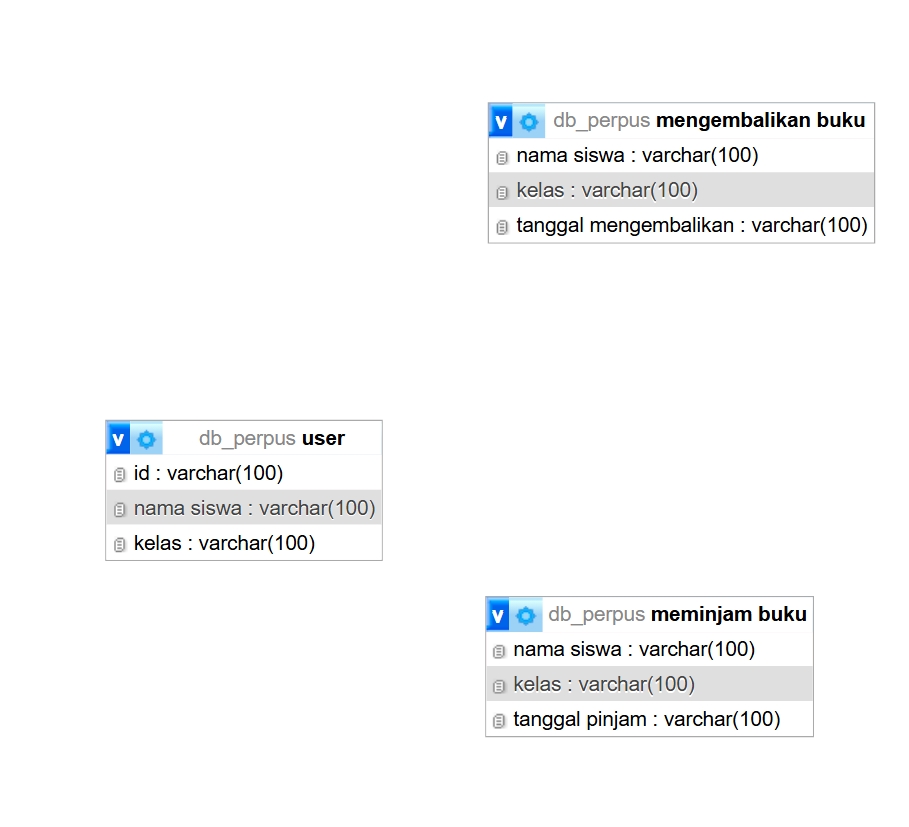 v db_perpus mengembalikan buku
nama siswa : varchar(100)
kelas : varchar(100)
tanggal mengembalikan : varchar(100)
v db_perpus user
id : varchar(100)
nama siswa : varchar(100)
kelas : varchar(100)
v db_perpus meminjam buku
nama siswa : varchar(100)
kelas : varchar(100)
tanggal pinjam : varchar(100)